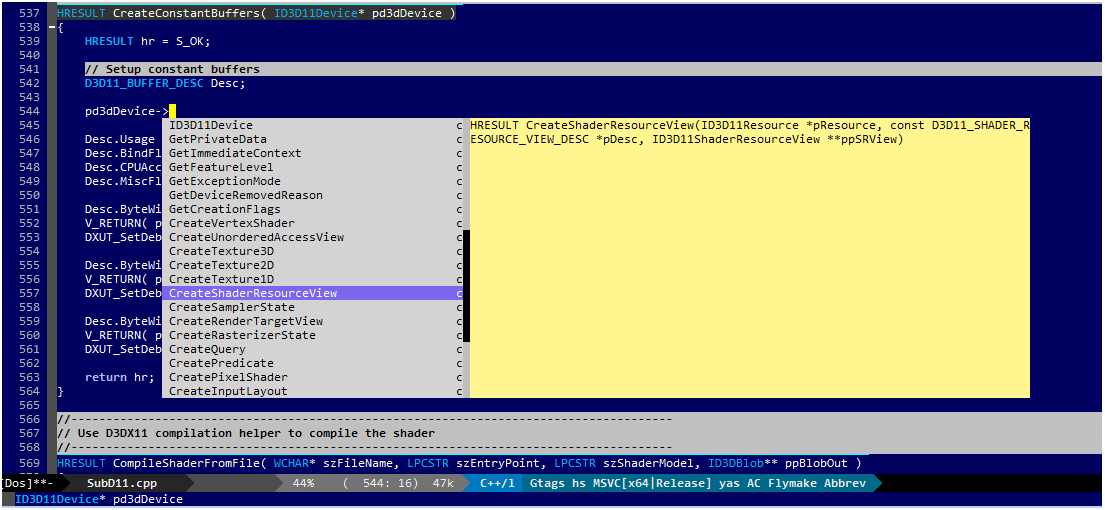 537 HRESULT CreateConstantBuffers( ID3D11Device* pd3dDevice )
538 {
539 HRESULT hr = S_OK;
540
541 // Setup constant buffers
542 D3D11_BUFFER_DESC Desc;
543
544 pd3dDevice->
545 ID3D11Device c HRESULT CreateShaderResourceView(ID3D11Resource *pResource, const D3D11_SHADER_R
546 Desc.Usage GetPrivateData c ESOURCE_VIEW_DESC *pDesc, ID3D11ShaderResourceView **ppSRView)
547 Desc.BindFl GetImmediateContext c
548 Desc.CPUAcc GetFeatureLevel c
549 Desc.MiscFl GetExceptionMode c
550 GetDeviceRemovedReason c
551 Desc.ByteWi GetCreationFlags c
552 V_RETURN( p CreateVertexShader c
553 DXUT_SetDeb CreateUnorderedAccessView c
554 CreateTexture3D c
555 Desc.ByteWi CreateTexture2D c
556 V_RETURN( p CreateTexture1D c
557 DXUT_SetDeb CreateShaderResourceView c
558 CreateSamplerState c
559 Desc.ByteWi CreateRenderTargetView c
560 V_RETURN( p CreateRasterizerState c
561 DXUT_SetDeb CreateQuery c
562 CreatePredicate c
563 return hr; CreatePixelShader c
564 } CreateInputLayout c
565
566 //--------------------------------------------------------------------------------------
567 // Use D3DX11 compilation helper to compile the shader
568 //--------------------------------------------------------------------------------------
569 HRESULT CompileShaderFromFile( WCHAR* szFileName, LPCSTR szEntryPoint, LPCSTR szShaderModel, ID3DBlob** ppBlobOut )
[Dos]**- SubD11.cpp 44% ( 544: 16) 47k C++/l Gtags hs MSVC[x64|Release] yas AC Flymake Abbrev
ID3D11Device* pd3dDevice